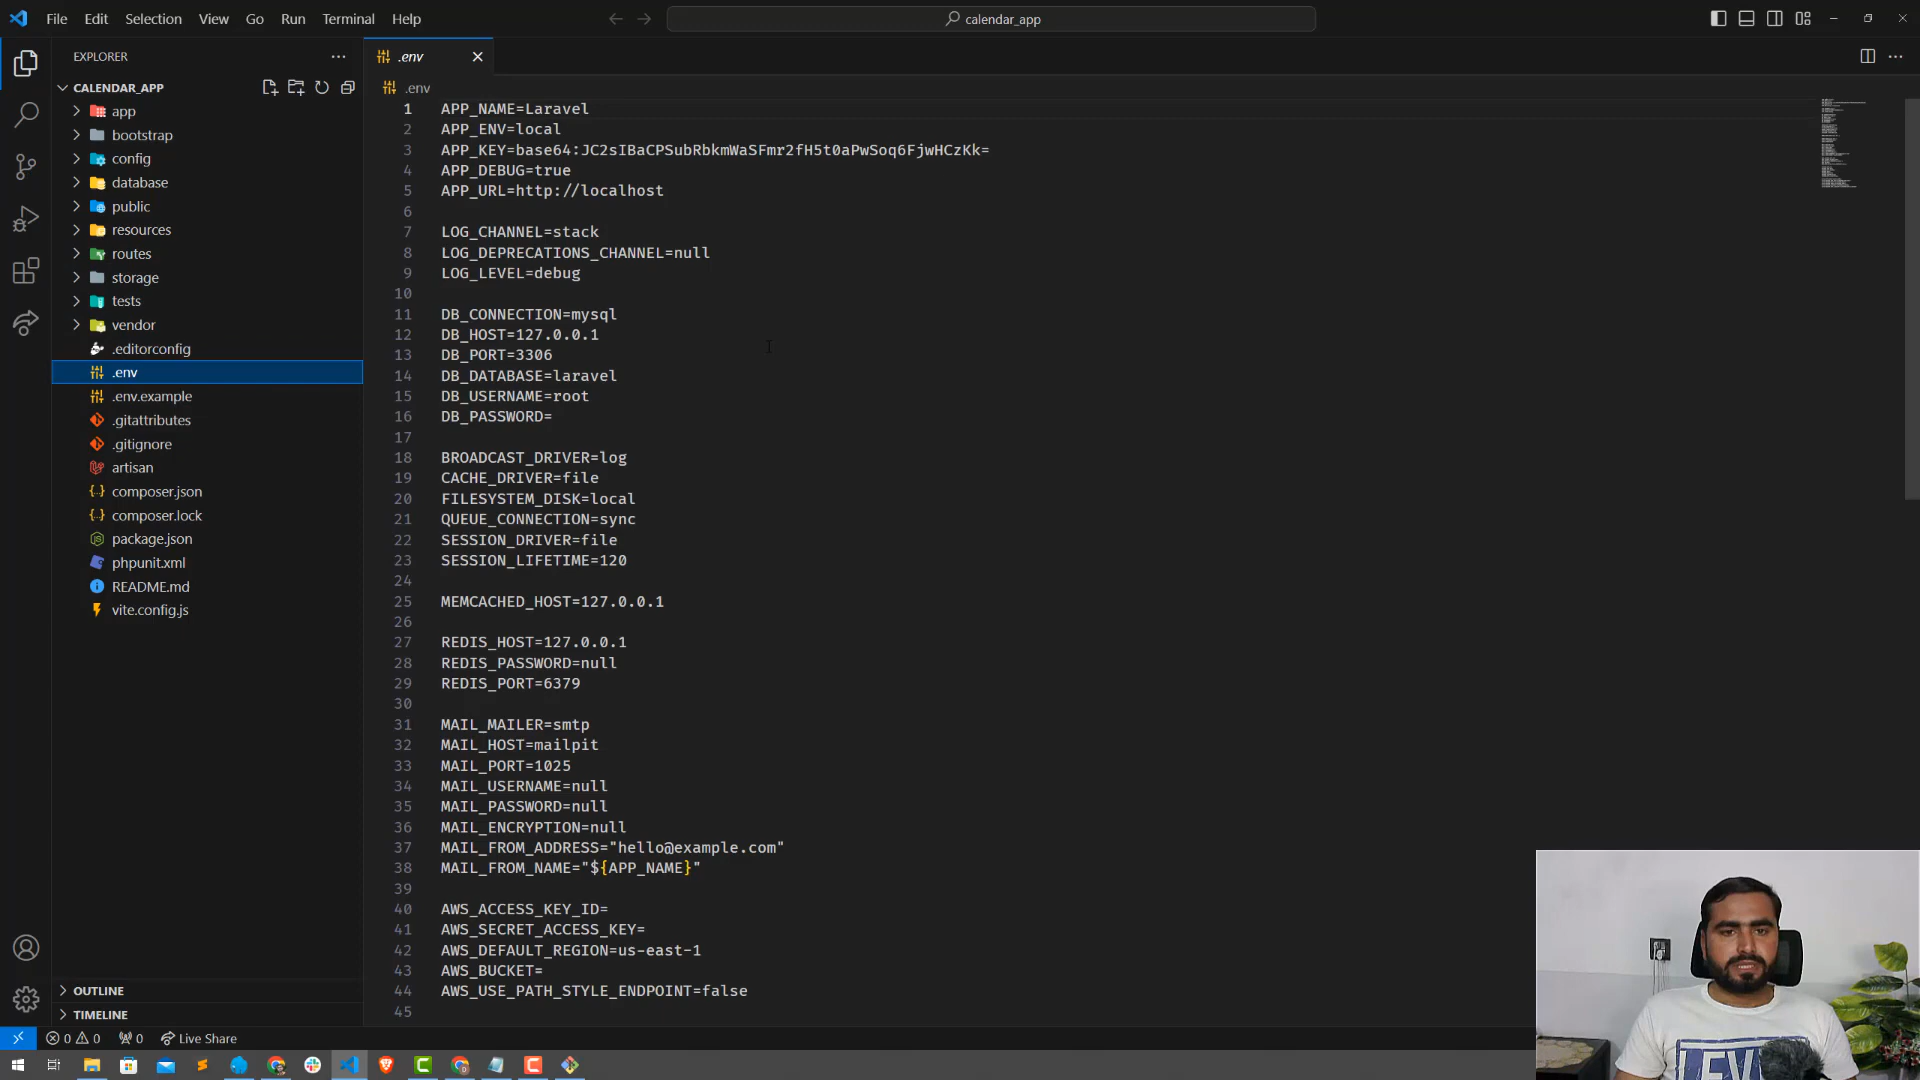 File Edit Selection View Go Run Terminal Help
calendar_app
EXPLORER
CALENDAR_APP
app
bootstrap
config
database
public
resources
routes
storage
tests
vendor
.editorconfig
.env
.env.example
.gitattributes
.gitignore
artisan
composer.json
composer.lock
package.json
phpunit.xml
README.md
vite.config.js
OUTLINE
TIMELINE
.env
.env
1 APP_NAME=Laravel
2 APP_ENV=local
3 APP_KEY=base64:JC2sIBaCPSubRbkmWaSFmr2fH5t0aPwSoq6FjwHCzKk=
4 APP_DEBUG=true
5 APP_URL=http://localhost
6
7 LOG_CHANNEL=stack
8 LOG_DEPRECATIONS_CHANNEL=null
9 LOG_LEVEL=debug
10
11 DB_CONNECTION=mysql
12 DB_HOST=127.0.0.1
13 DB_PORT=3306
14 DB_DATABASE=laravel
15 DB_USERNAME=root
16 DB_PASSWORD=
17
18 BROADCAST_DRIVER=log
19 CACHE_DRIVER=file
20 FILESYSTEM_DISK=local
21 QUEUE_CONNECTION=sync
22 SESSION_DRIVER=file
23 SESSION_LIFETIME=120
24
25 MEMCACHED_HOST=127.0.0.1
26
27 REDIS_HOST=127.0.0.1
28 REDIS_PASSWORD=null
29 REDIS_PORT=6379
30
31 MAIL_MAILER=smtp
32 MAIL_HOST=mailpit
33 MAIL_PORT=1025
34 MAIL_USERNAME=null
35 MAIL_PASSWORD=null
36 MAIL_ENCRYPTION=null
37 MAIL_FROM_ADDRESS="hello@example.com"
38 MAIL_FROM_NAME="${APP_NAME}"
39
40 AWS_ACCESS_KEY_ID=
41 AWS_SECRET_ACCESS_KEY=
42 AWS_DEFAULT_REGION=us-east-1
43 AWS_BUCKET=
44 AWS_USE_PATH_STYLE_ENDPOINT=false
45
0 0 0 Live Share